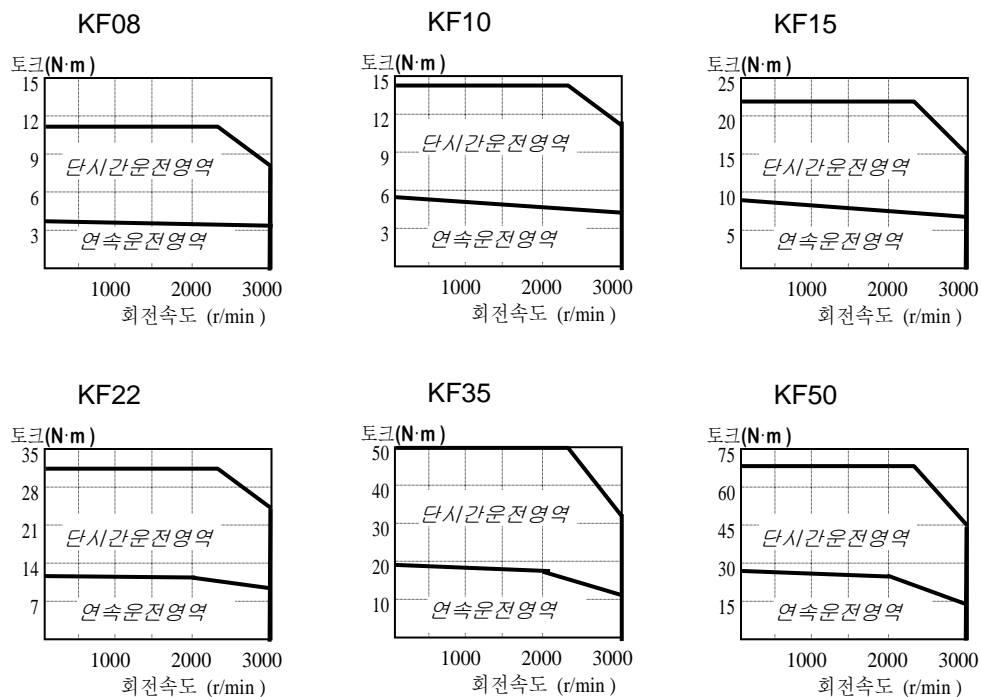 KF08
토크(N·m)
15
12
9
6
3
단시간운전영역
연속운전영역
1000 2000 3000
회전속도 (r/min)
KF10
토크(N·m)
15
12
9
6
3
단시간운전영역
연속운전영역
1000 2000 3000
회전속도 (r/min)
KF15
토크(N·m)
25
20
15
10
5
단시간운전영역
연속운전영역
1000 2000 3000
회전속도 (r/min)
KF22
토크(N·m)
35
28
21
14
7
단시간운전영역
연속운전영역
1000 2000 3000
회전속도 (r/min)
KF35
토크(N·m)
50
40
30
20
10
단시간운전영역
연속운전영역
1000 2000 3000
회전속도 (r/min)
KF50
토크(N·m)
75
60
45
30
15
단시간운전영역
연속운전영역
1000 2000 3000
회전속도 (r/min)